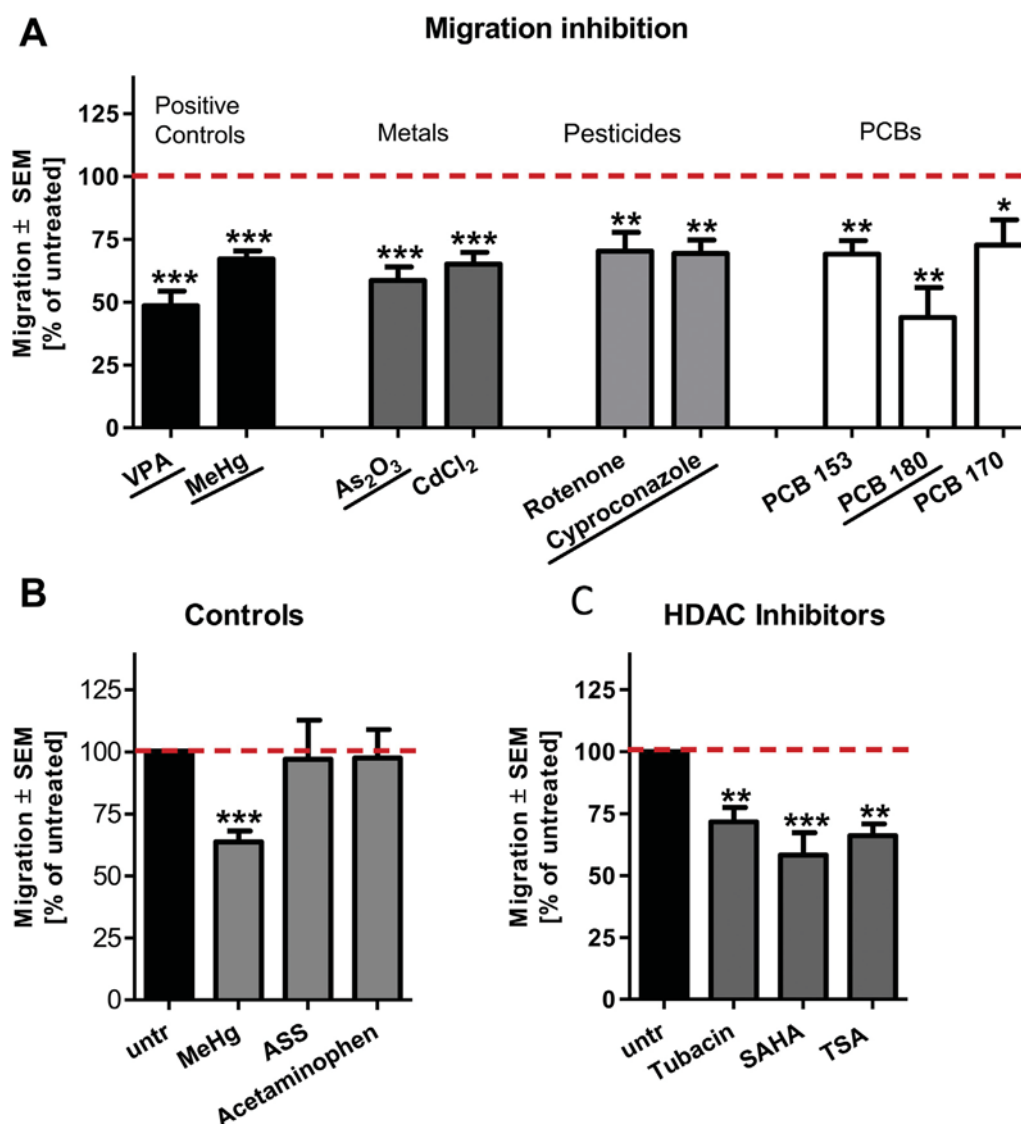 A
Migration inhibition
Migration ± SEM
[% of untreated]
125
100
75
50
25
0
Positive
Controls
Metals
Pesticides
PCBs
***
***
***
***
**
**
**
**
*
VPA
MeHg
As₂O₃
CdCl₂
Rotenone
Cyproconazole
PCB 153
PCB 180
PCB 170
B
Controls
Migration ± SEM
[% of untreated]
125
100
75
50
25
0
***
untr
MeHg
ASS
Acetaminophen
C
HDAC Inhibitors
Migration ± SEM
[% of untreated]
125
100
75
50
25
0
**
***
**
untr
Tubacin
SAHA
TSA